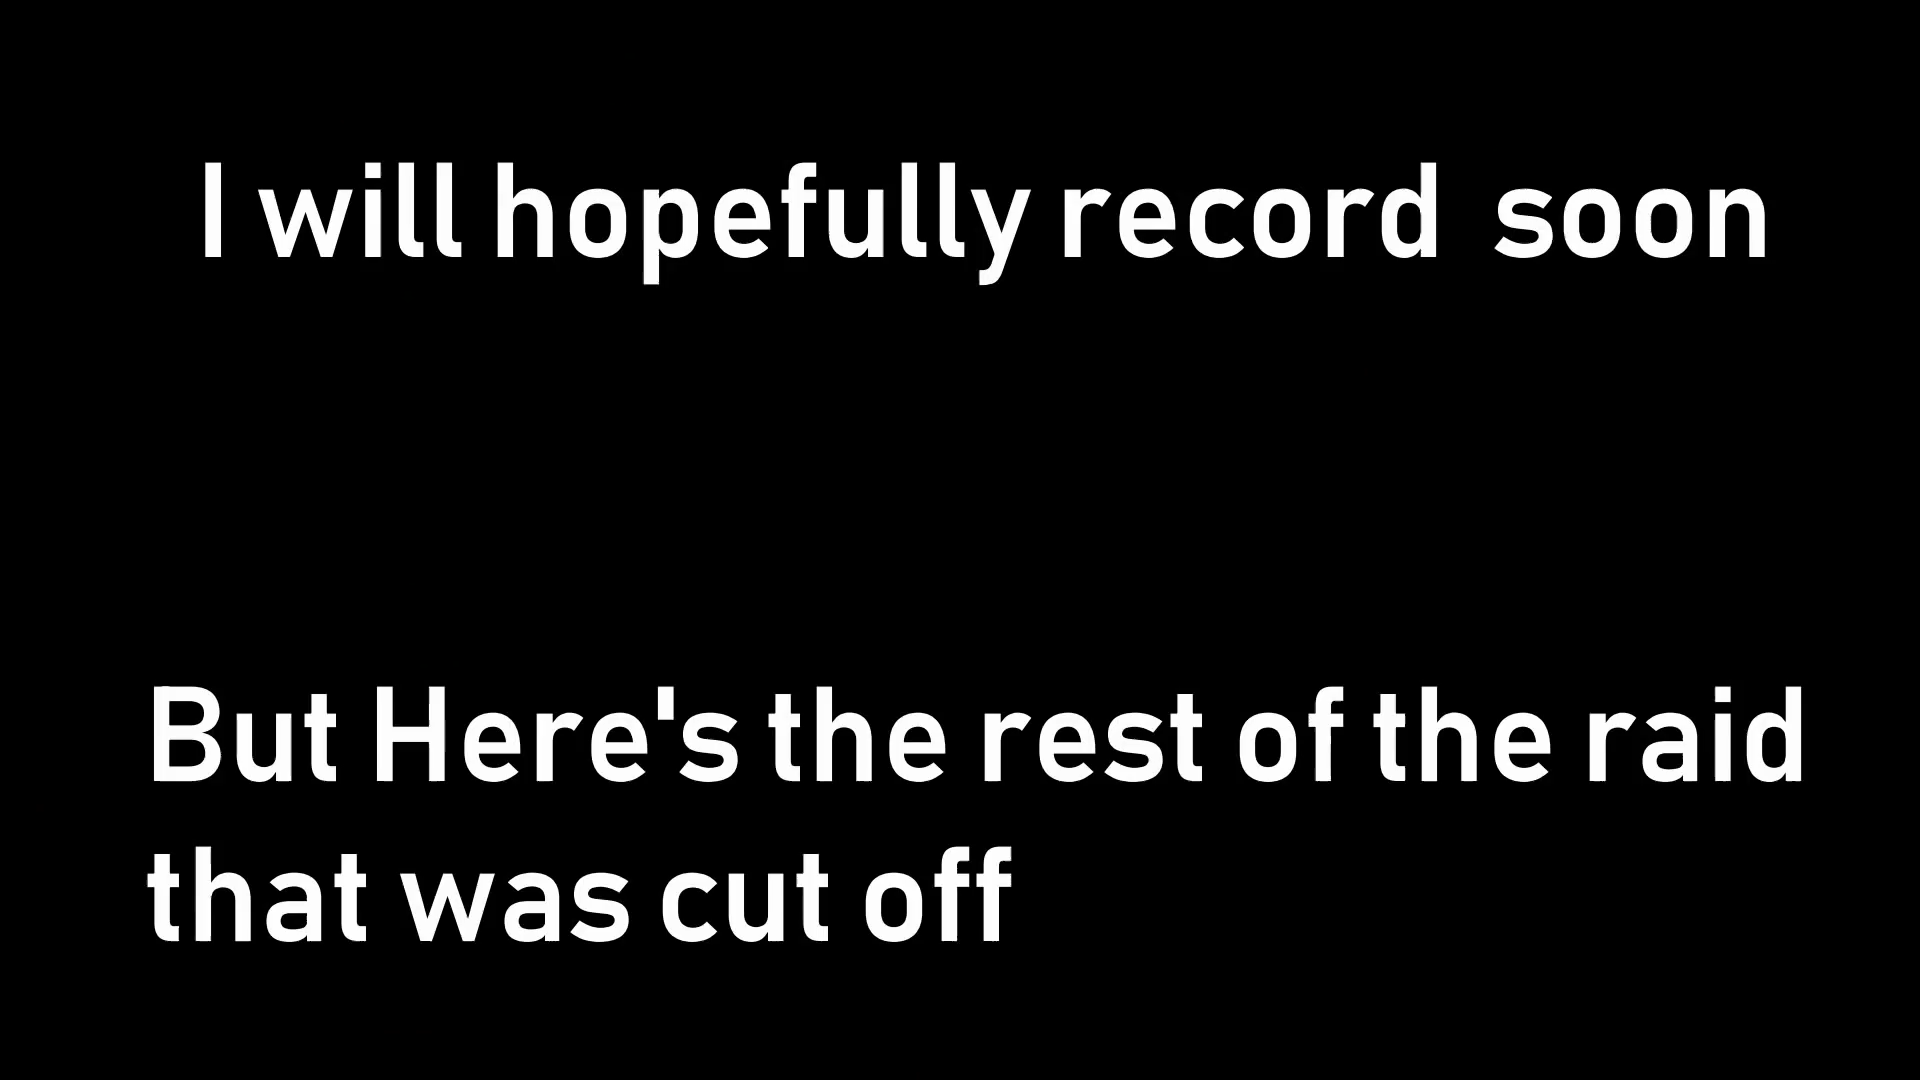 I will hopefully record  soon
But Here's the rest of the raid
that was cut off